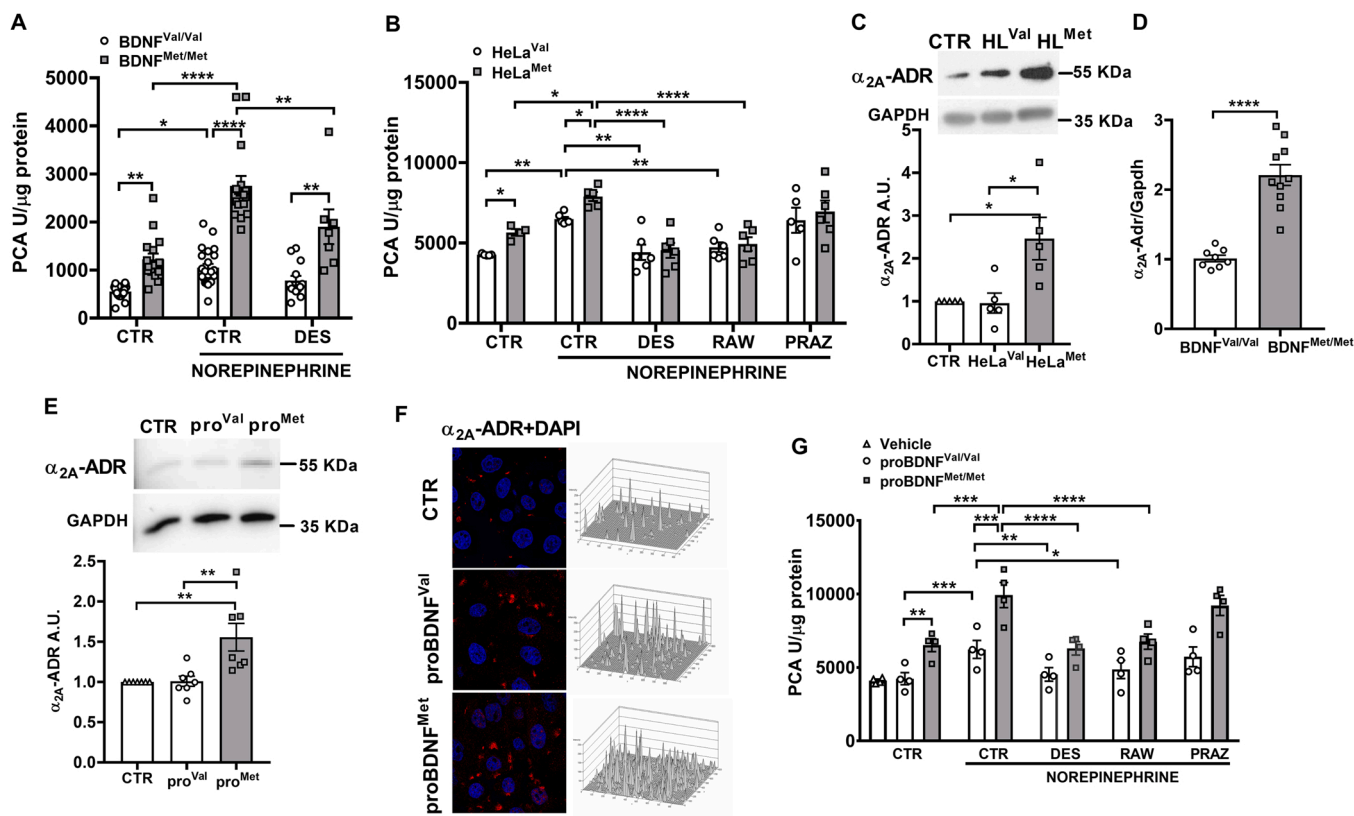 A
BDNF^Val/Val
BDNF^Met/Met
PCA U/µg protein
5000
4000
3000
2000
1000
0
****
**
*
****
**
**
CTR
CTR
DES
NOREPINEPHRINE
B
HeLa^Val
HeLa^Met
PCA U/µg protein
15000
10000
5000
0
*
****
*
****
**
**
**
*
CTR
CTR
DES
RAW
PRAZ
NOREPINEPHRINE
C
CTR HL^Val HL^Met
α2A-ADR
55 KDa
GAPDH
35 KDa
α2A-ADR A.U.
5
4
3
2
1
0
*
*
CTR
HeLa^Val
HeLa^Met
D
α2A-Adr/Gapdh
3
2
1
0
****
BDNF^Val/Val
BDNF^Met/Met
E
CTR pro^Val pro^Met
α2A-ADR
55 KDa
GAPDH
35 KDa
α2A-ADR A.U.
2.5
2.0
1.5
1.0
0.5
0.0
**
**
CTR
pro^Val
pro^Met
F
α2A-ADR+DAPI
CTR
proBDNF^Val
proBDNF^Met
G
Vehicle
proBDNF^Val/Val
proBDNF^Met/Met
PCA U/µg protein
15000
10000
5000
0
***
****
***
****
**
*
***
**
CTR
CTR
DES
RAW
PRAZ
NOREPINEPHRINE